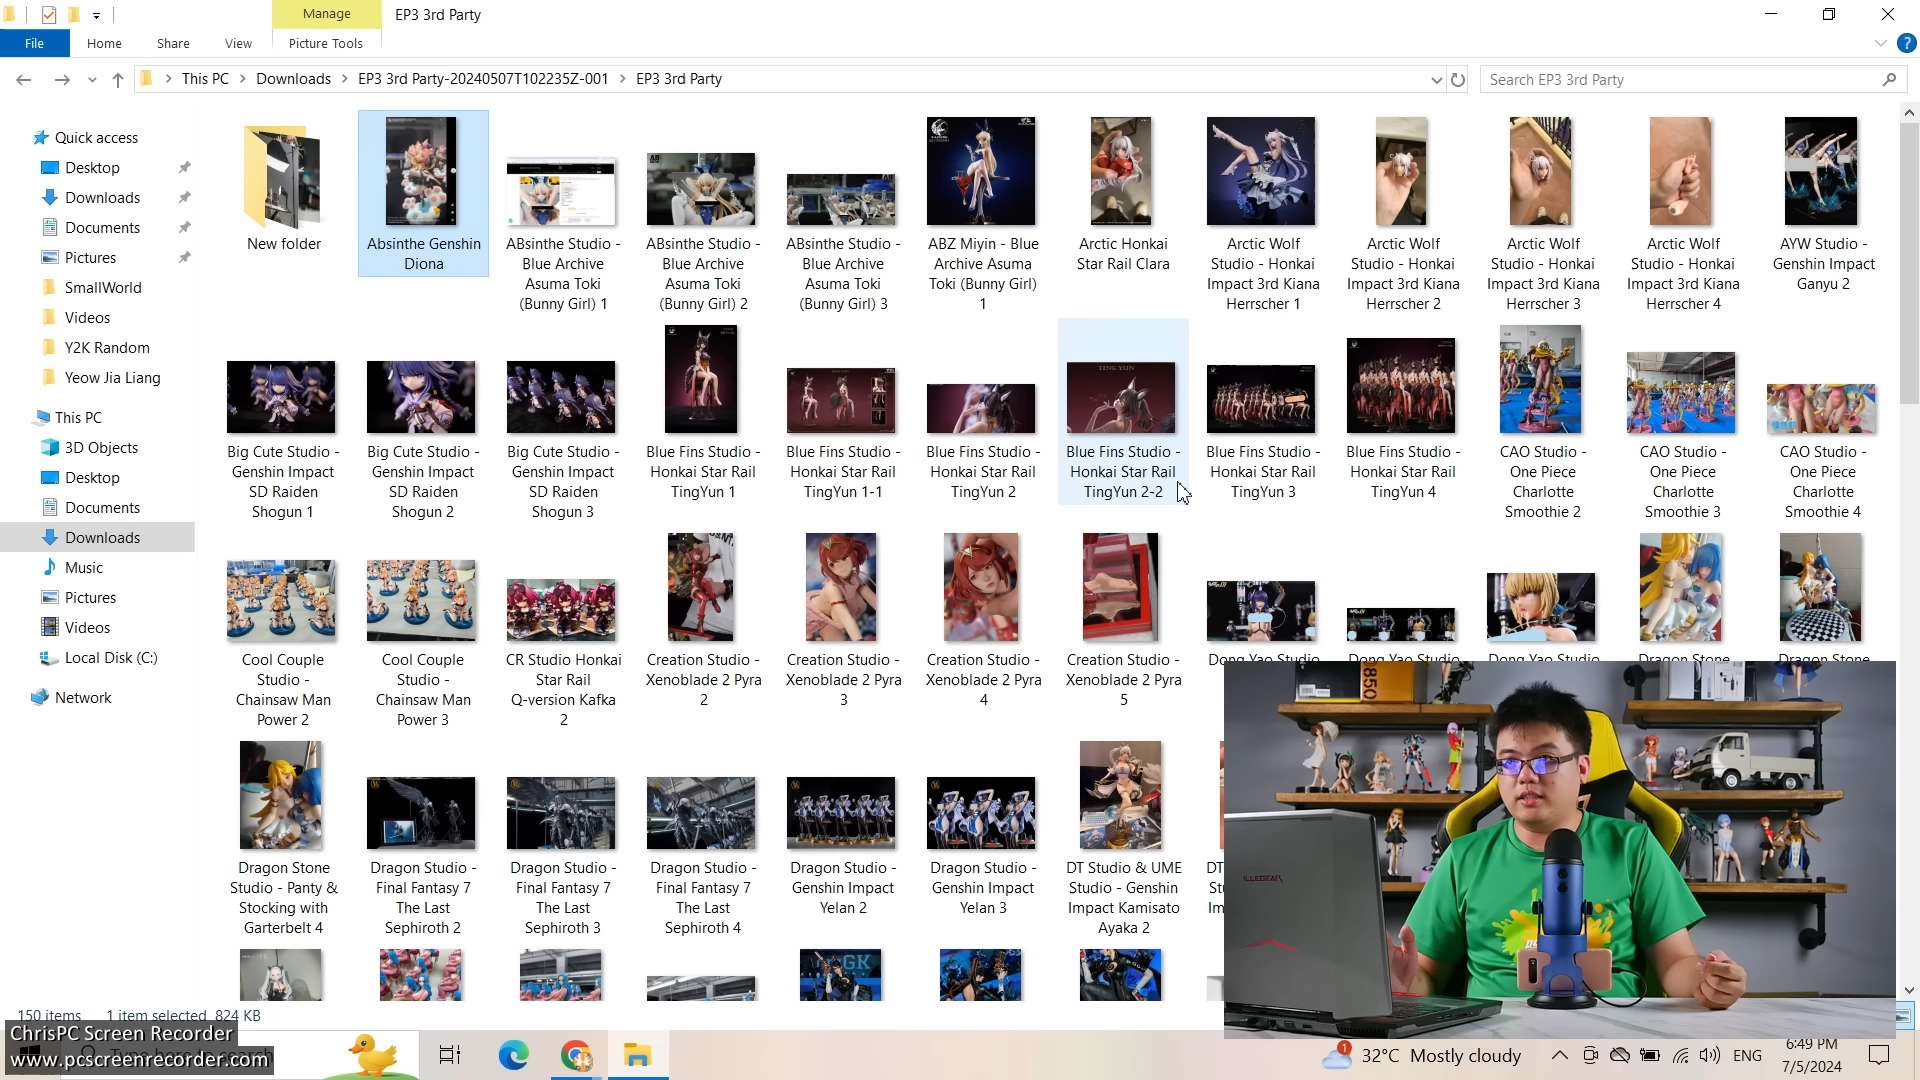 Manage
EP3 3rd Party
File
Home
Share
View
Picture Tools
This PC
Downloads
EP3 3rd Party-20240507T102235Z-001
EP3 3rd Party
Search EP3 3rd Party
Quick access
Desktop
Downloads
Documents
Pictures
SmallWorld
Videos
Y2K Random
Yeow Jia Liang
This PC
3D Objects
Desktop
Documents
Downloads
Music
Pictures
Videos
Local Disk (C:)
Network
New folder
Absinthe Genshin
Diona
ABsinthe Studio -
Blue Archive
Asuma Toki
(Bunny Girl) 1
ABsinthe Studio -
Blue Archive
Asuma Toki
(Bunny Girl) 2
ABsinthe Studio -
Blue Archive
Asuma Toki
(Bunny Girl) 3
ABZ Miyin - Blue
Archive Asuma
Toki (Bunny Girl)
1
Arctic Honkai
Star Rail Clara
Arctic Wolf
Studio - Honkai
Impact 3rd Kiana
Herrscher 1
Arctic Wolf
Studio - Honkai
Impact 3rd Kiana
Herrscher 2
Arctic Wolf
Studio - Honkai
Impact 3rd Kiana
Herrscher 3
Arctic Wolf
Studio - Honkai
Impact 3rd Kiana
Herrscher 4
AYW Studio -
Genshin Impact
Ganyu 2
Big Cute Studio -
Genshin Impact
SD Raiden
Shogun 1
Big Cute Studio -
Genshin Impact
SD Raiden
Shogun 2
Big Cute Studio -
Genshin Impact
SD Raiden
Shogun 3
Blue Fins Studio -
Honkai Star Rail
TingYun 1
Blue Fins Studio -
Honkai Star Rail
TingYun 1-1
Blue Fins Studio -
Honkai Star Rail
TingYun 2
TING YUN
Blue Fins Studio -
Honkai Star Rail
TingYun 2-2
Blue Fins Studio -
Honkai Star Rail
TingYun 3
Blue Fins Studio -
Honkai Star Rail
TingYun 4
CAO Studio -
One Piece
Charlotte
Smoothie 2
CAO Studio -
One Piece
Charlotte
Smoothie 3
CAO Studio -
One Piece
Charlotte
Smoothie 4
Cool Couple
Studio -
Chainsaw Man
Power 2
Cool Couple
Studio -
Chainsaw Man
Power 3
CR Studio Honkai
Star Rail
Q-version Kafka
2
Creation Studio -
Xenoblade 2 Pyra
2
Creation Studio -
Xenoblade 2 Pyra
3
Creation Studio -
Xenoblade 2 Pyra
4
Creation Studio -
Xenoblade 2 Pyra
5
Dong Yao Studio
Dong Yao Studio
Dong Yao Studio
Dragon Stone
Dragon Stone
Dragon Stone
Studio - Panty &
Stocking with
Garterbelt 4
Dragon Studio -
Final Fantasy 7
The Last
Sephiroth 2
Dragon Studio -
Final Fantasy 7
The Last
Sephiroth 3
Dragon Studio -
Final Fantasy 7
The Last
Sephiroth 4
Dragon Studio -
Genshin Impact
Yelan 2
Dragon Studio -
Genshin Impact
Yelan 3
DT Studio & UME
Studio - Genshin
Impact Kamisato
Ayaka 2
ILLEGEAR
150 items
1 item selected 824 KB
ChrisPC Screen Recorder
www.pcscreenrecorder.com
32°C Mostly cloudy
ENG
6:49 PM
7/5/2024